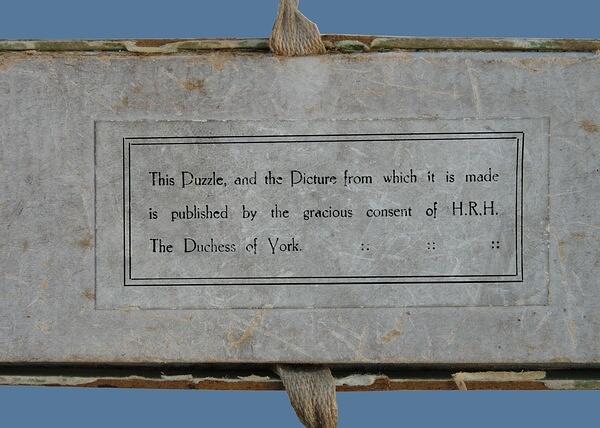 This Puzzle, and the Picture from which it is made
is published by the gracious consent of H.R.H.
The Duchess of York. :: :: ::